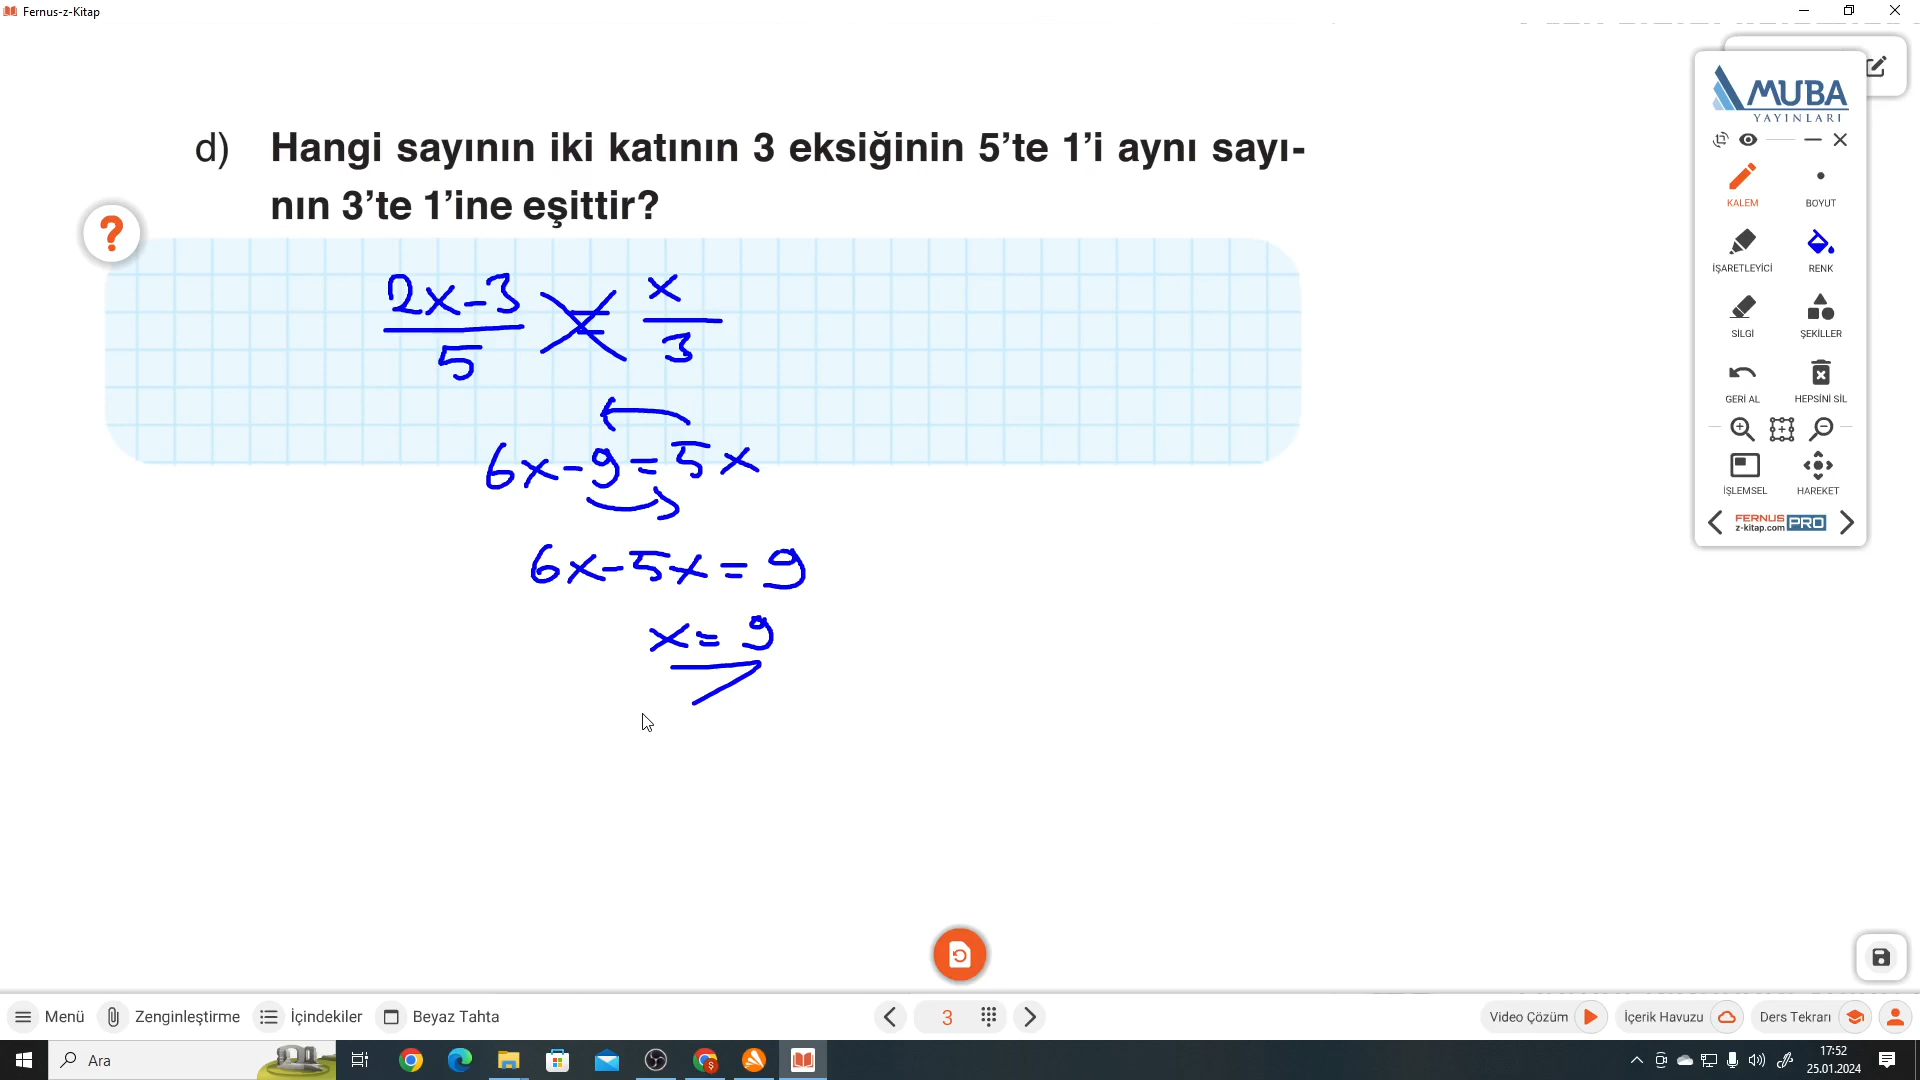 Fernus-z-Kitap
d) Hangi sayının iki katının 3 eksiğinin 5'te 1'i aynı sayı-
nın 3'te 1'ine eşittir?
?
2x-3 = x
5 3
6x-9=5x
6x-5x=9
x=9
MUBA
YAYINLARI
KALEM BOYUT
İŞARETLEYİCİ RENK
SİLGİ ŞEKİLLER
GERİ AL HEPSİNİ SİL
İŞLEMSEL HAREKET
FERNUS PRO
z-kitap.com
Menü Zenginleştirme İçindekiler Beyaz Tahta 3 Video Çözüm İçerik Havuzu Ders Tekrarı
Ara 17:52
25.01.2024